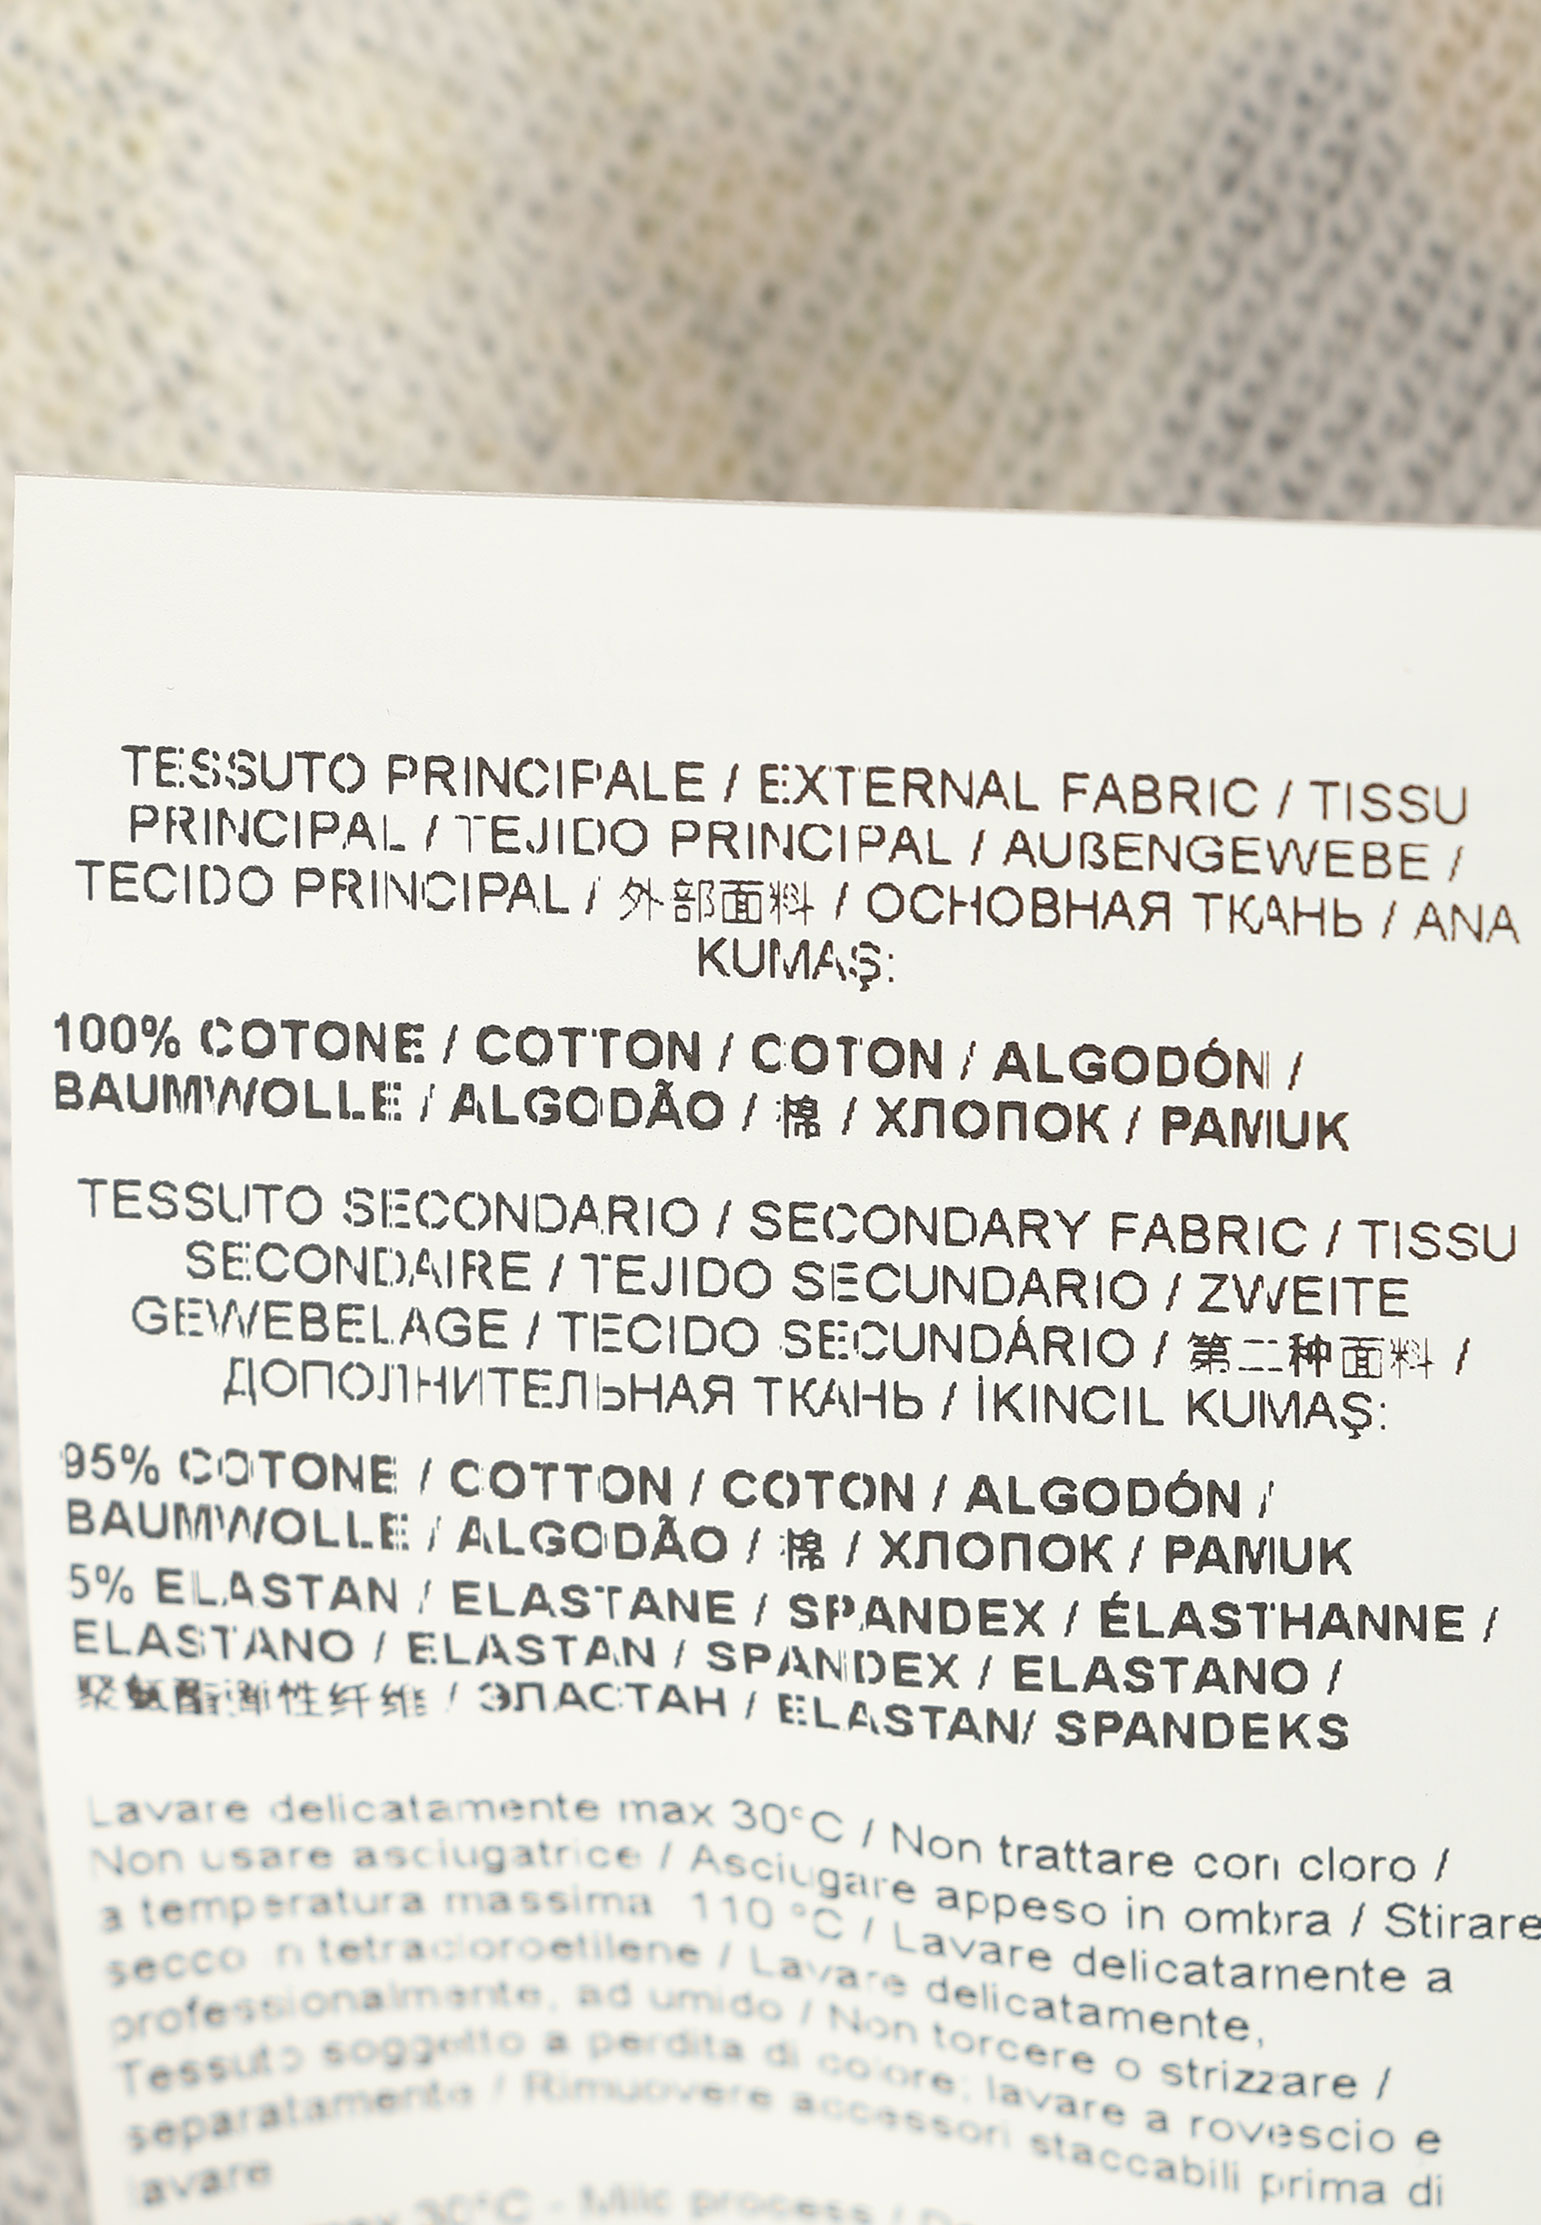 TESSUTO PRINCIPALE / EXTERNAL FABRIC / TISSU
PRINCIPAL / TEJIDO PRINCIPAL / AUßENGEWEBE /
TECIDO PRINCIPAL / 外部面料 / ОСНОВНАЯ ТКАНЬ / ANA
KUMAŞ:
100% COTONE / COTTON / COTON / ALGODÓN /
BAUMWOLLE / ALGODÃO / 棉 / ХЛОПОК / PAMUK
TESSUTO SECONDARIO / SECONDARY FABRIC / TISSU
SECONDAIRE / TEJIDO SECUNDARIO / ZWEITE
GEWEBELAGE / TECIDO SECUNDÁRIO / 第二种面料 /
ДОПОЛНИТЕЛЬНАЯ ТКАНЬ / İKINCIL KUMAŞ:
95% COTONE / COTTON / COTON / ALGODÓN /
BAUMWOLLE / ALGODÃO / 棉 / ХЛОПОК / PAMUK
5% ELASTAN / ELASTANE / SPANDEX / ÉLASTHANNE /
ELASTANO / ELASTAN / SPANDEX / ELASTANO /
聚氨酯弹性纤维 / ЭЛАСТАН / ELASTAN/ SPANDEKS
Lavare delicatamente max 30°C / Non trattare con cloro /
Non usare asciugatrice / Asciugare appeso in ombra / Stirare
a temperatura massima 110 °C / Lavare delicatamente a
secco in tetracloroetilene / Lavare delicatamente,
professionalmente, ad umido / Non torcere o strizzare /
Tessuto soggetto a perdita di colore; lavare a rovescio e
separatamente / Rimuovere accessori staccabili prima di
lavare
30°C - Mild process /